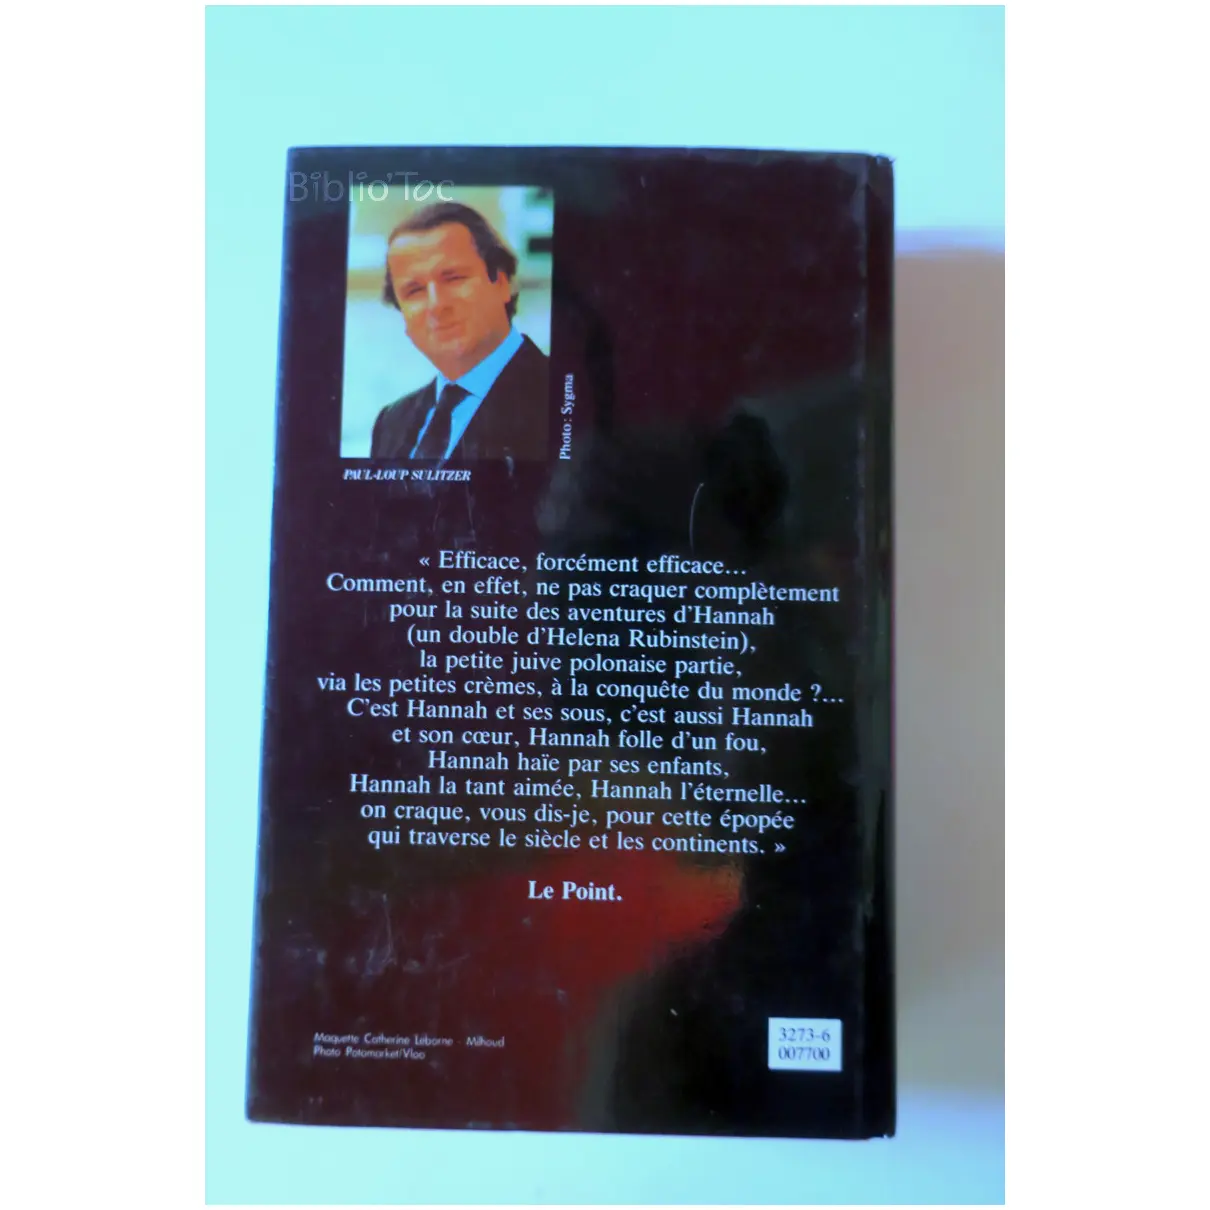 Biblio'Toc
Photo : Sygma
PAUL-LOUP SULITZER
« Efficace, forcément efficace...
Comment, en effet, ne pas craquer complètement
pour la suite des aventures d'Hannah
(un double d'Helena Rubinstein),
la petite juive polonaise partie,
via les petites crèmes, à la conquête du monde ?...
C'est Hannah et ses sous, c'est aussi Hannah
et son cœur, Hannah folle d'un fou,
Hannah haïe par ses enfants,
Hannah la tant aimée, Hannah l'éternelle...
on craque, vous dis-je, pour cette épopée
qui traverse le siècle et les continents. »
Le Point.
Maquette Catherine Leborne - Milhoud
Photo Potomarket/Vloo
3273-6
007700